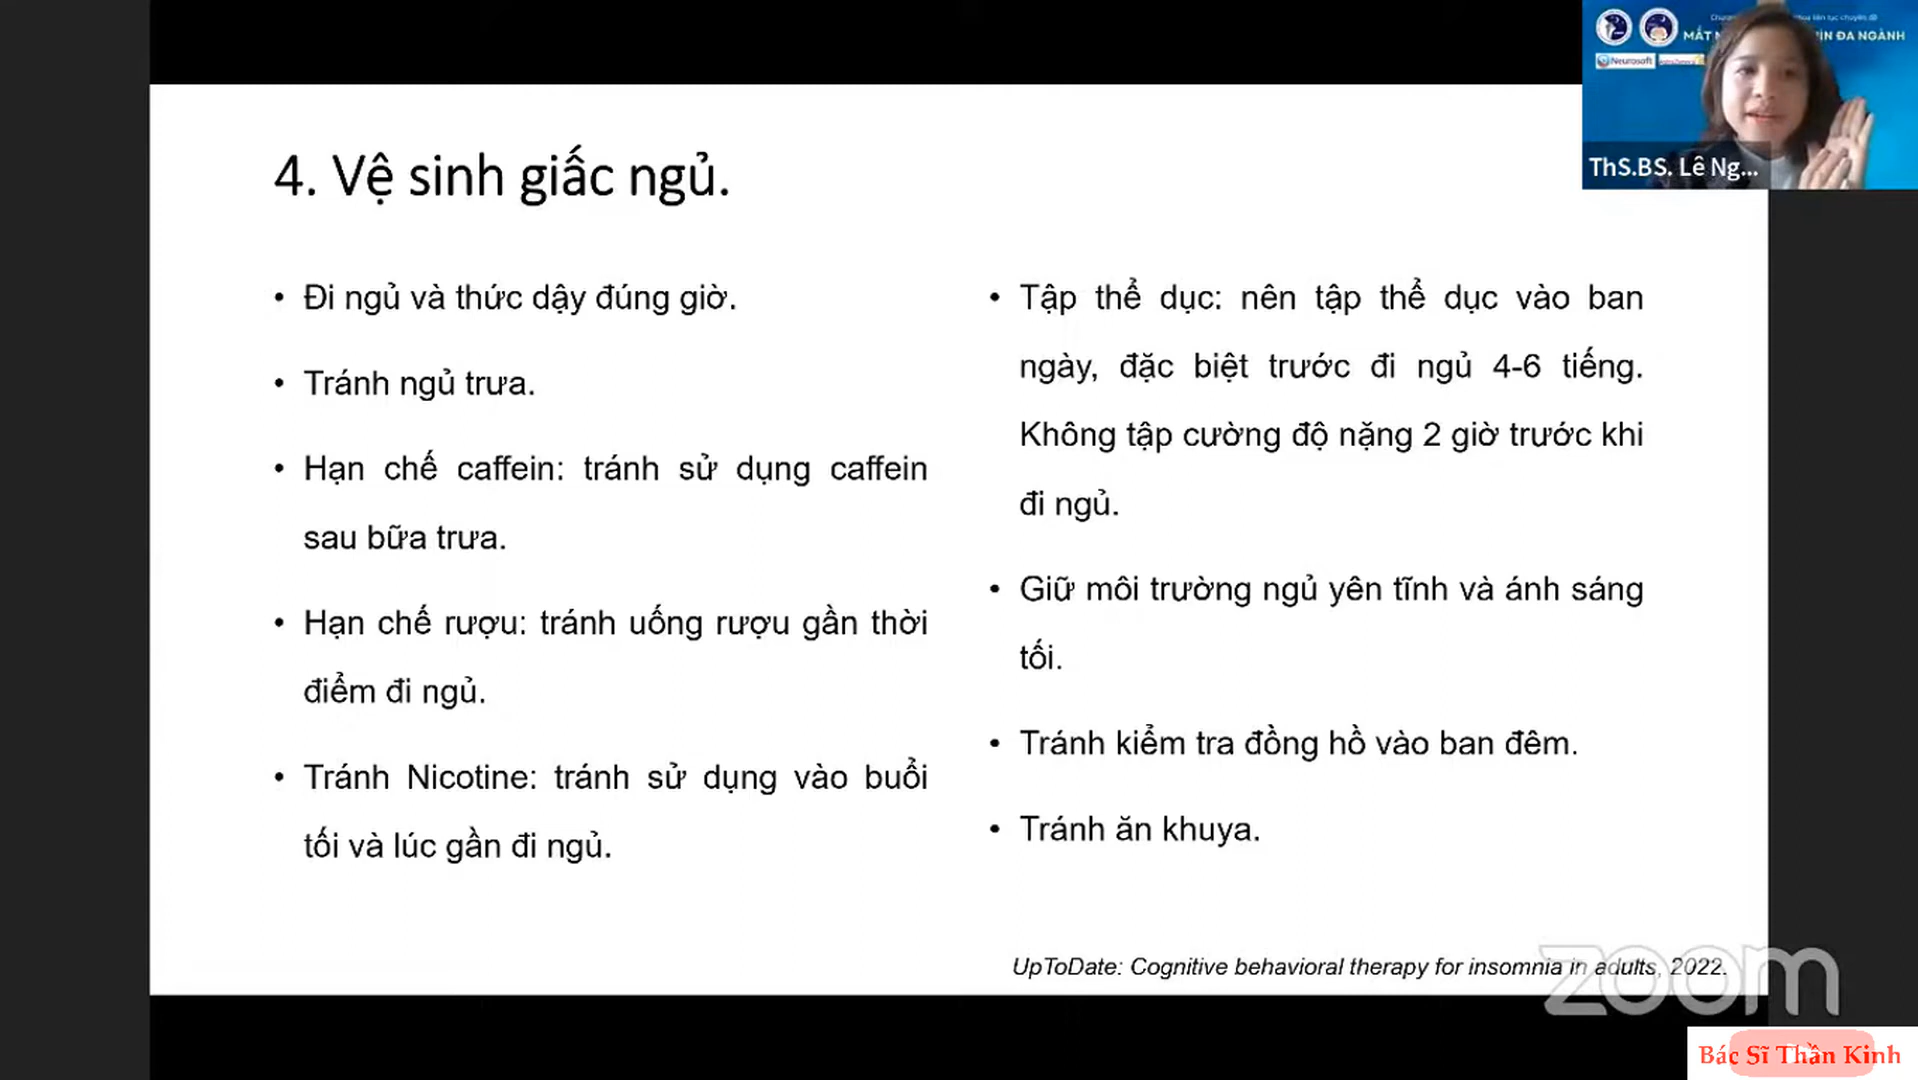 4. Vệ sinh giấc ngủ.
• Đi ngủ và thức dậy đúng giờ.
• Tránh ngủ trưa.
• Hạn chế caffein: tránh sử dụng caffein
sau bữa trưa.
• Hạn chế rượu: tránh uống rượu gần thời
điểm đi ngủ.
• Tránh Nicotine: tránh sử dụng vào buổi
tối và lúc gần đi ngủ.
• Tập thể dục: nên tập thể dục vào ban
ngày, đặc biệt trước đi ngủ 4-6 tiếng.
Không tập cường độ nặng 2 giờ trước khi
đi ngủ.
• Giữ môi trường ngủ yên tĩnh và ánh sáng
tối.
• Tránh kiểm tra đồng hồ vào ban đêm.
• Tránh ăn khuya.
UpToDate: Cognitive behavioral therapy for insomnia in adults, 2022.
zoom
Bác Sĩ Thần Kinh
MẤT
ĐA NGÀNH
Neurosoft
ThS.BS. Lê Ng...